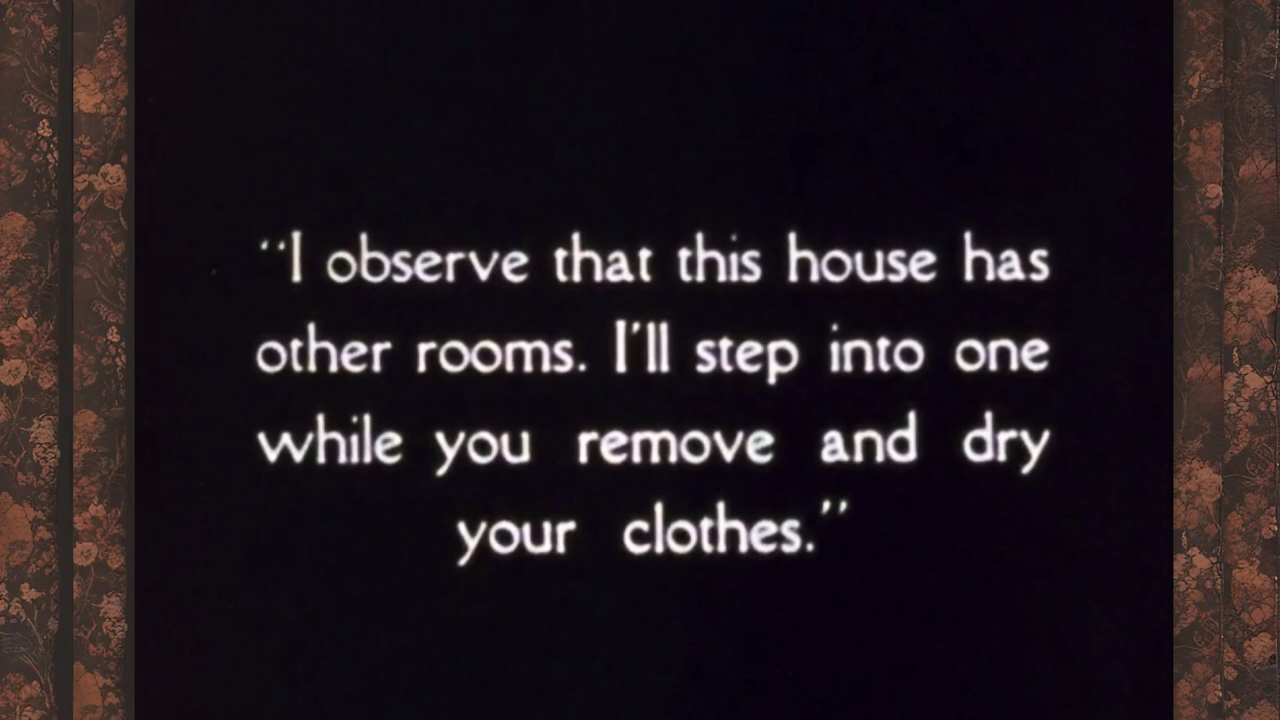 “I observe that this house has
other rooms. I'll step into one
while you remove and dry
your clothes.”